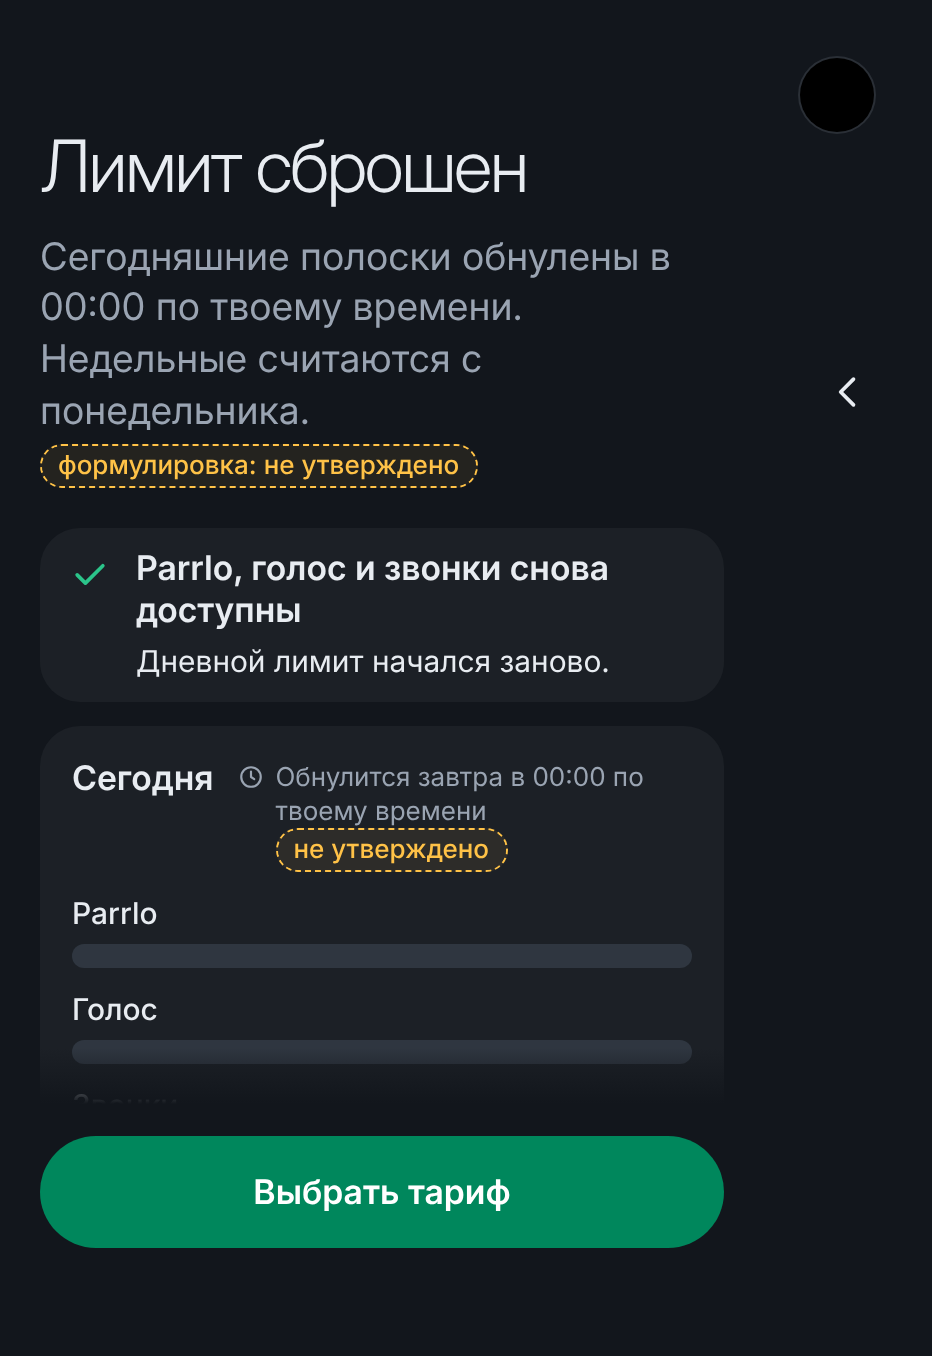 Лимит сброшен
Сегодняшние полоски обнулены в
00:00 по твоему времени.
Недельные считаются с
понедельника.
формулировка: не утверждено
Parrlo, голос и звонки снова
доступны
Дневной лимит начался заново.
Сегодня
Обнулится завтра в 00:00 по
твоему времени
не утверждено
Parrlo
Голос
Выбрать тариф